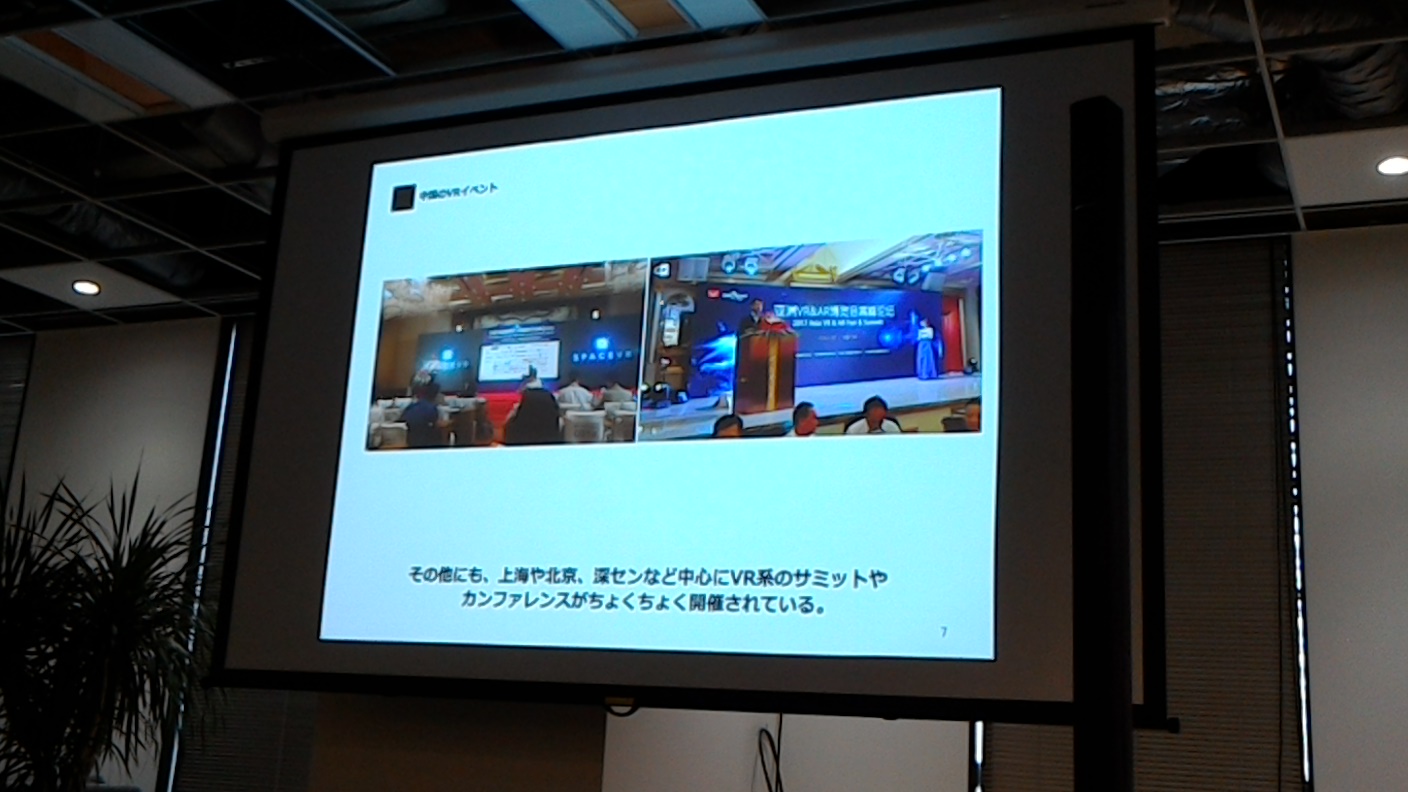 中国のVRイベント
SPACEVR
亚洲VR&AR博览会高峰论坛
2017 Asia VR & AR Fair & Summit
その他にも、上海や北京、深センなど中心にVR系のサミットや
カンファレンスがちょくちょく開催されている。
7